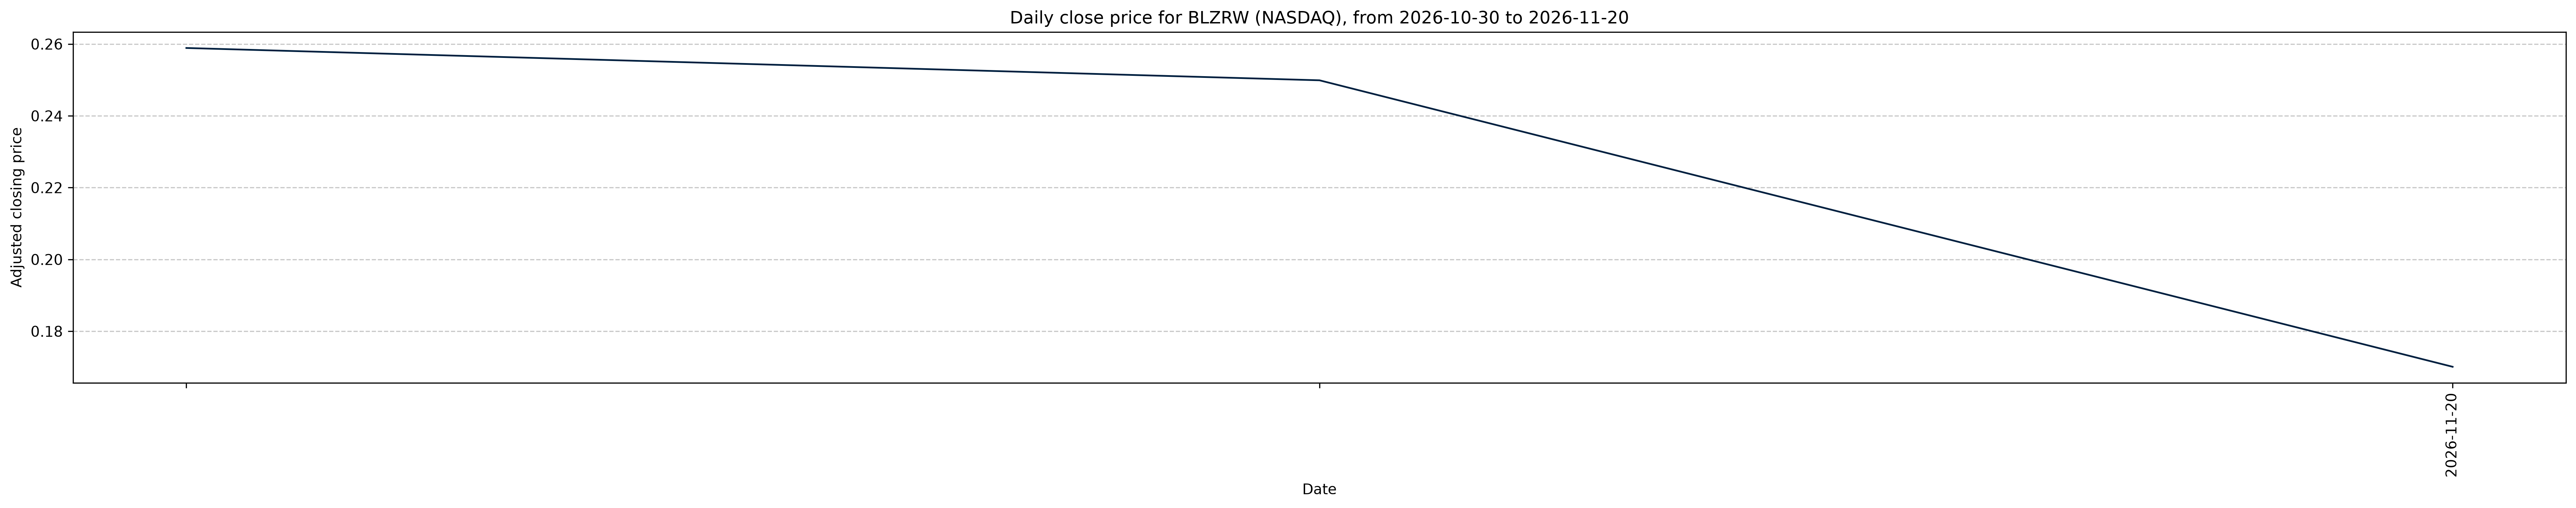 Daily close price for BLZRW (NASDAQ), from 2026-10-30 to 2026-11-20
Adjusted closing price
0.26
0.24
0.22
0.20
0.18
2026-11-20
Date